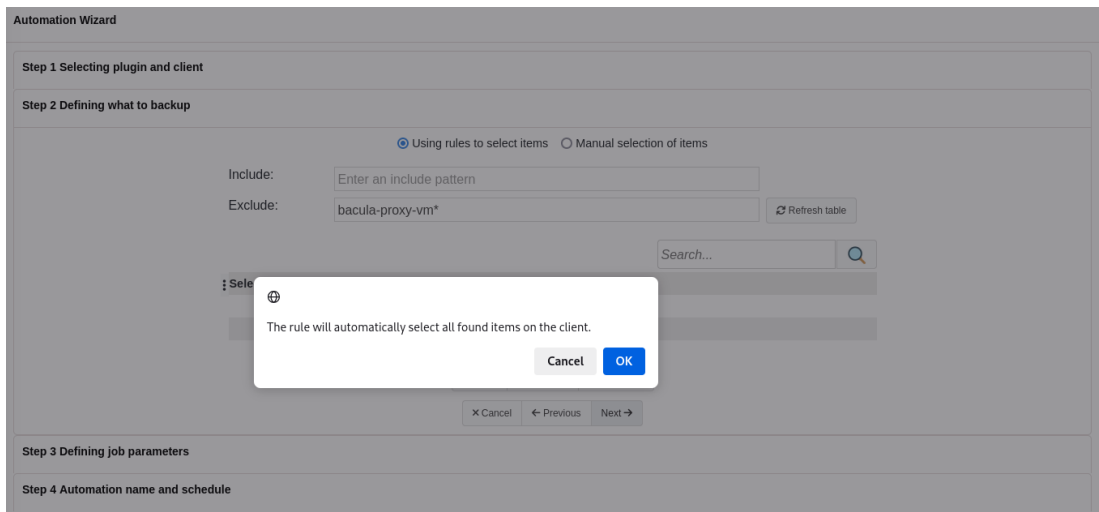 Automation Wizard
Step 1 Selecting plugin and client
Step 2 Defining what to backup
Using rules to select items Manual selection of items
Include: Enter an include pattern
Exclude: bacula-proxy-vm* Refresh table
Search...
The rule will automatically select all found items on the client.
Cancel OK
Cancel Previous Next
Step 3 Defining job parameters
Step 4 Automation name and schedule